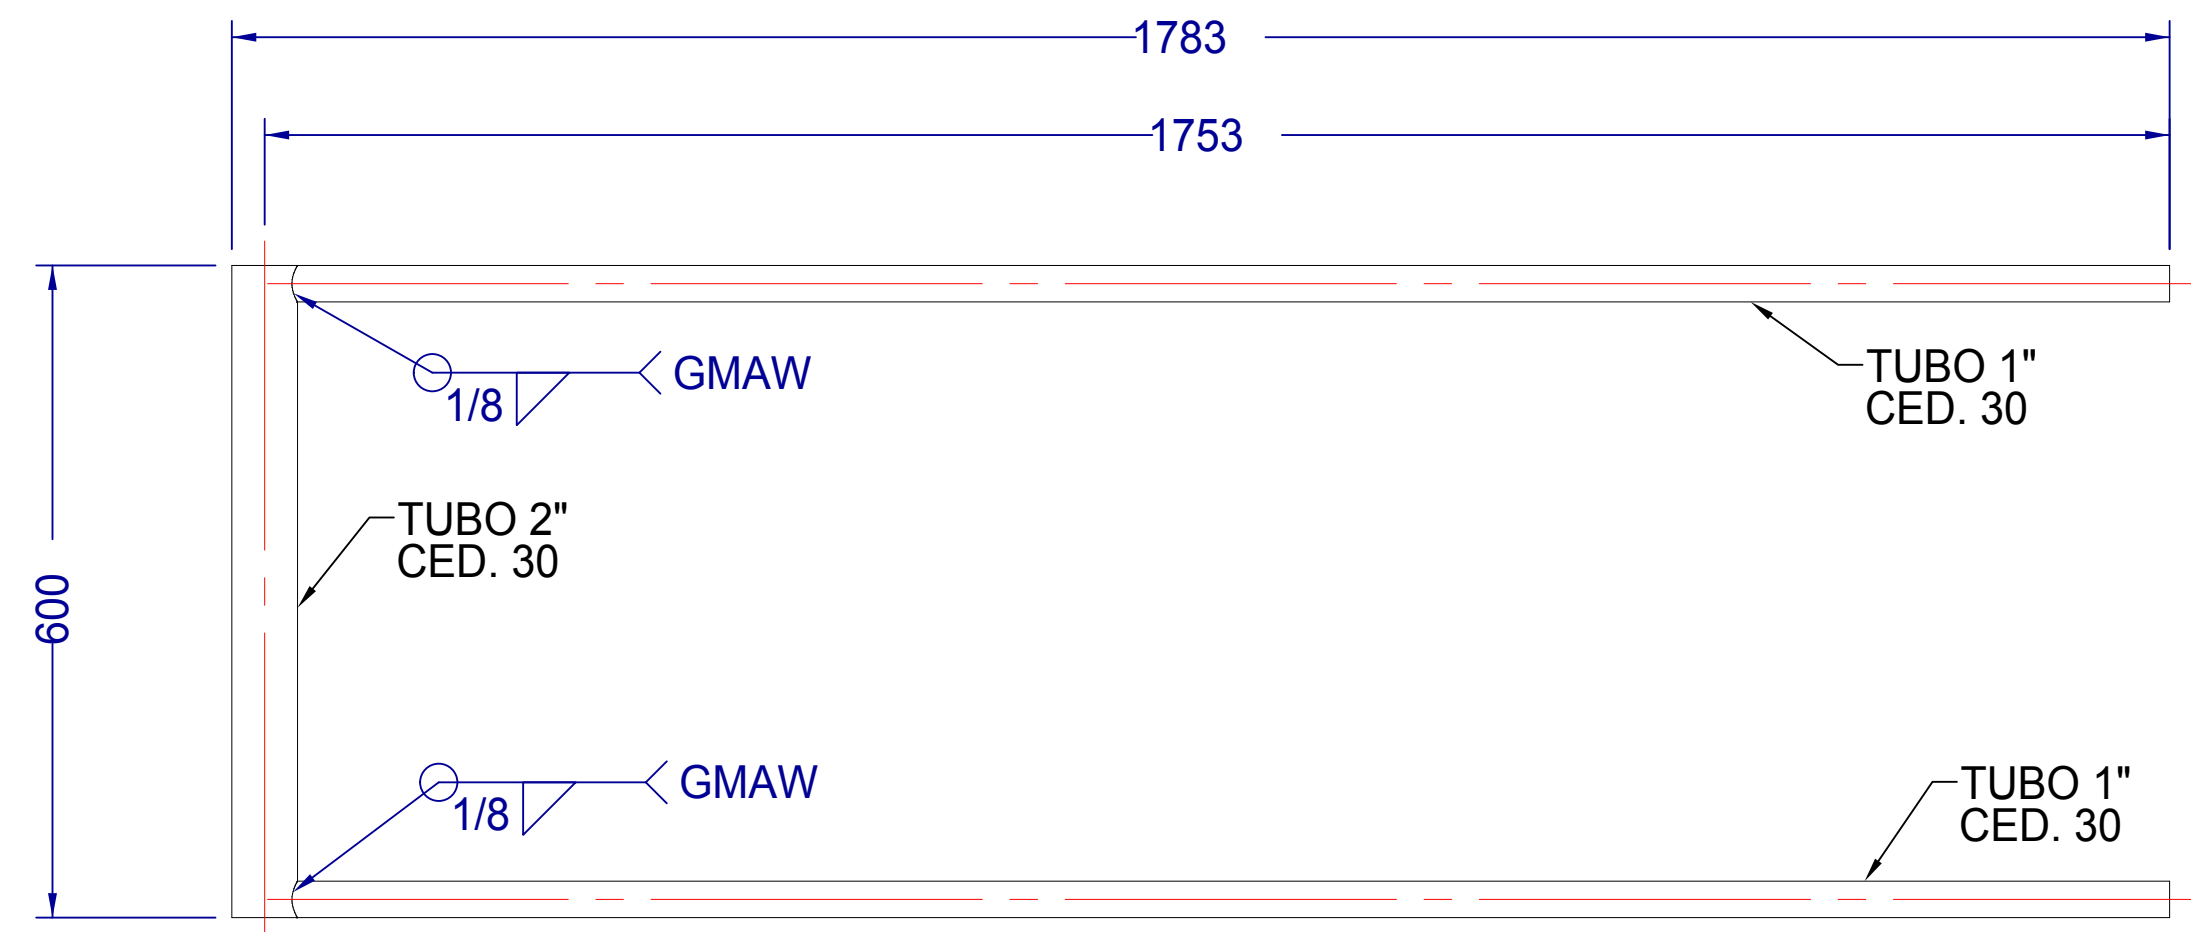 1783
1753
TUBO 1"
CED. 30
GMAW
1/8
TUBO 2"
CED. 30
600
GMAW
1/8
TUBO 1"
CED. 30